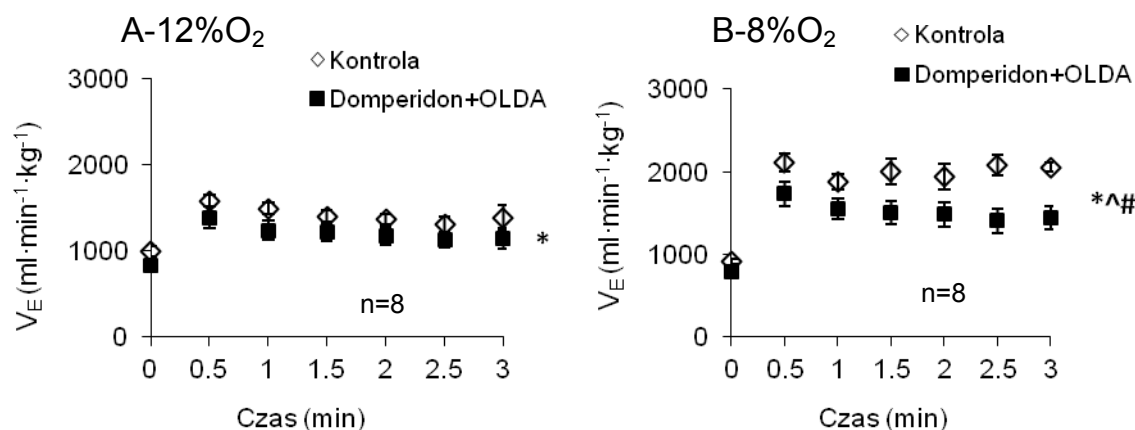 A-12%O₂
◇ Kontrola
■ Domperidon+OLDA
V_E (ml·min⁻¹·kg⁻¹)
3000
2000
1000
0
*
n=8
0 0.5 1 1.5 2 2.5 3
Czas (min)
B-8%O₂
◇ Kontrola
■ Domperidon+OLDA
V_E (ml·min⁻¹·kg⁻¹)
3000
2000
1000
0
*^#
n=8
0 0.5 1 1.5 2 2.5 3
Czas (min)